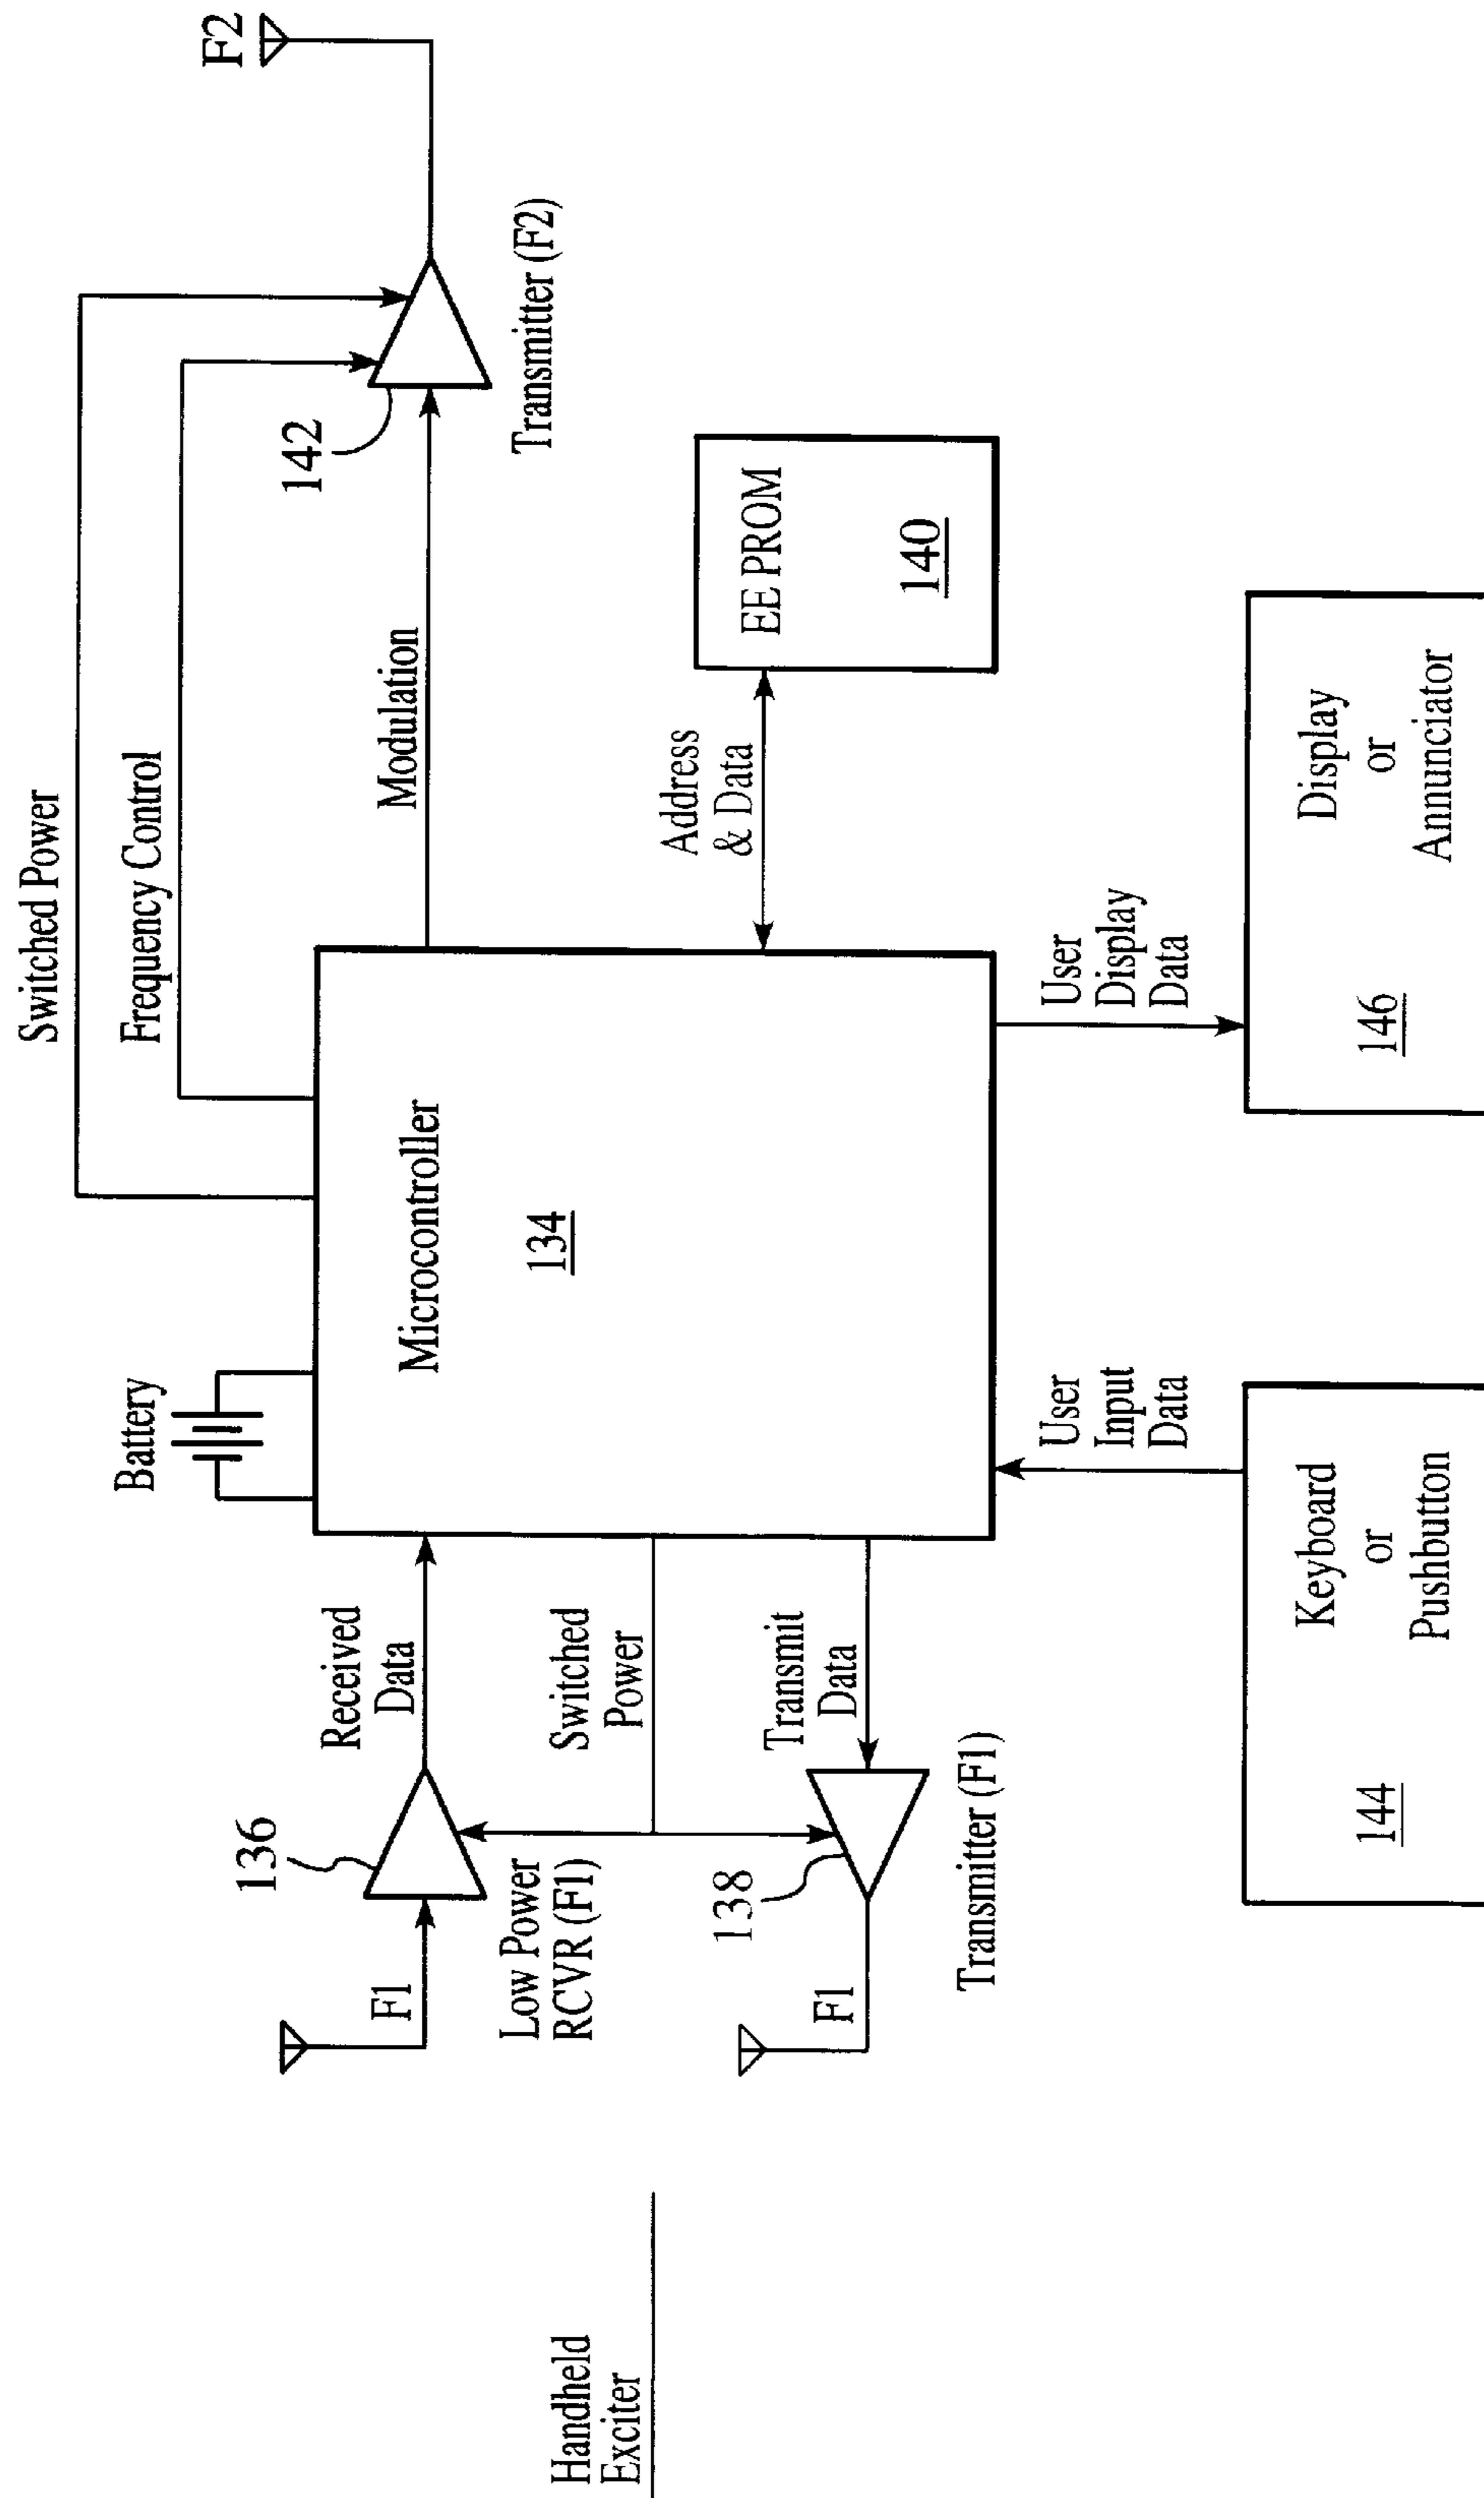 Handheld
Exciter
F1
136
Low Power
RCVR (F1)
Received
Data
Switched
Power
F1
138
Transmit
Data
Transmitter (F1)
Battery
Microcontroller
134
Switched Power
Frequency Control
Modulation
142
Transmitter (F2)
F2
Address
& Data
EE PROM
140
User
Input
Data
Keyboard
or
Pushbutton
144
User
Display
Data
Display
or
Annunciator
146